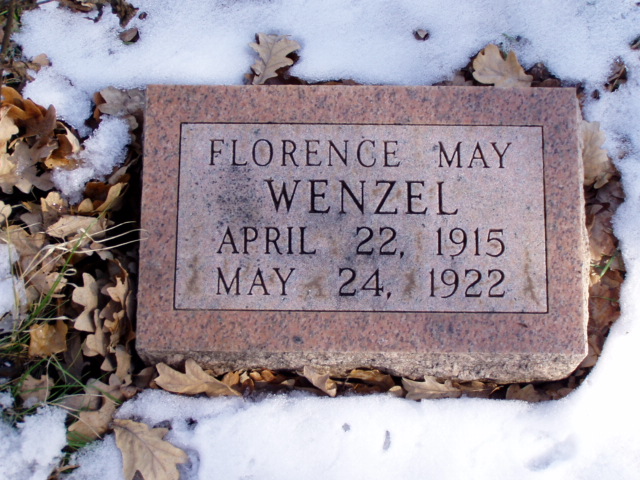 FLORENCE MAY
WENZEL
APRIL 22, 1915
MAY 24, 1922